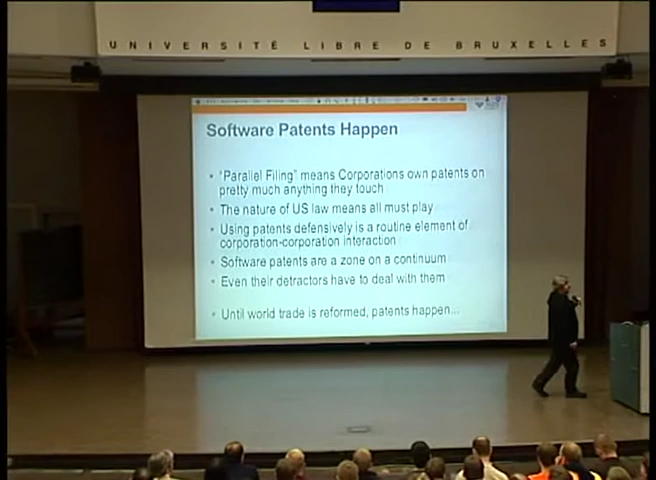 UNIVERSITÉ LIBRE DE BRUXELLES
Software Patents Happen
• "Parallel Filing" means Corporations own patents on
pretty much anything they touch
• The nature of US law means all must play
• Using patents defensively is a routine element of
corporation-corporation interaction
• Software patents are a zone on a continuum
• Even their detractors have to deal with them
• Until world trade is reformed, patents happen...